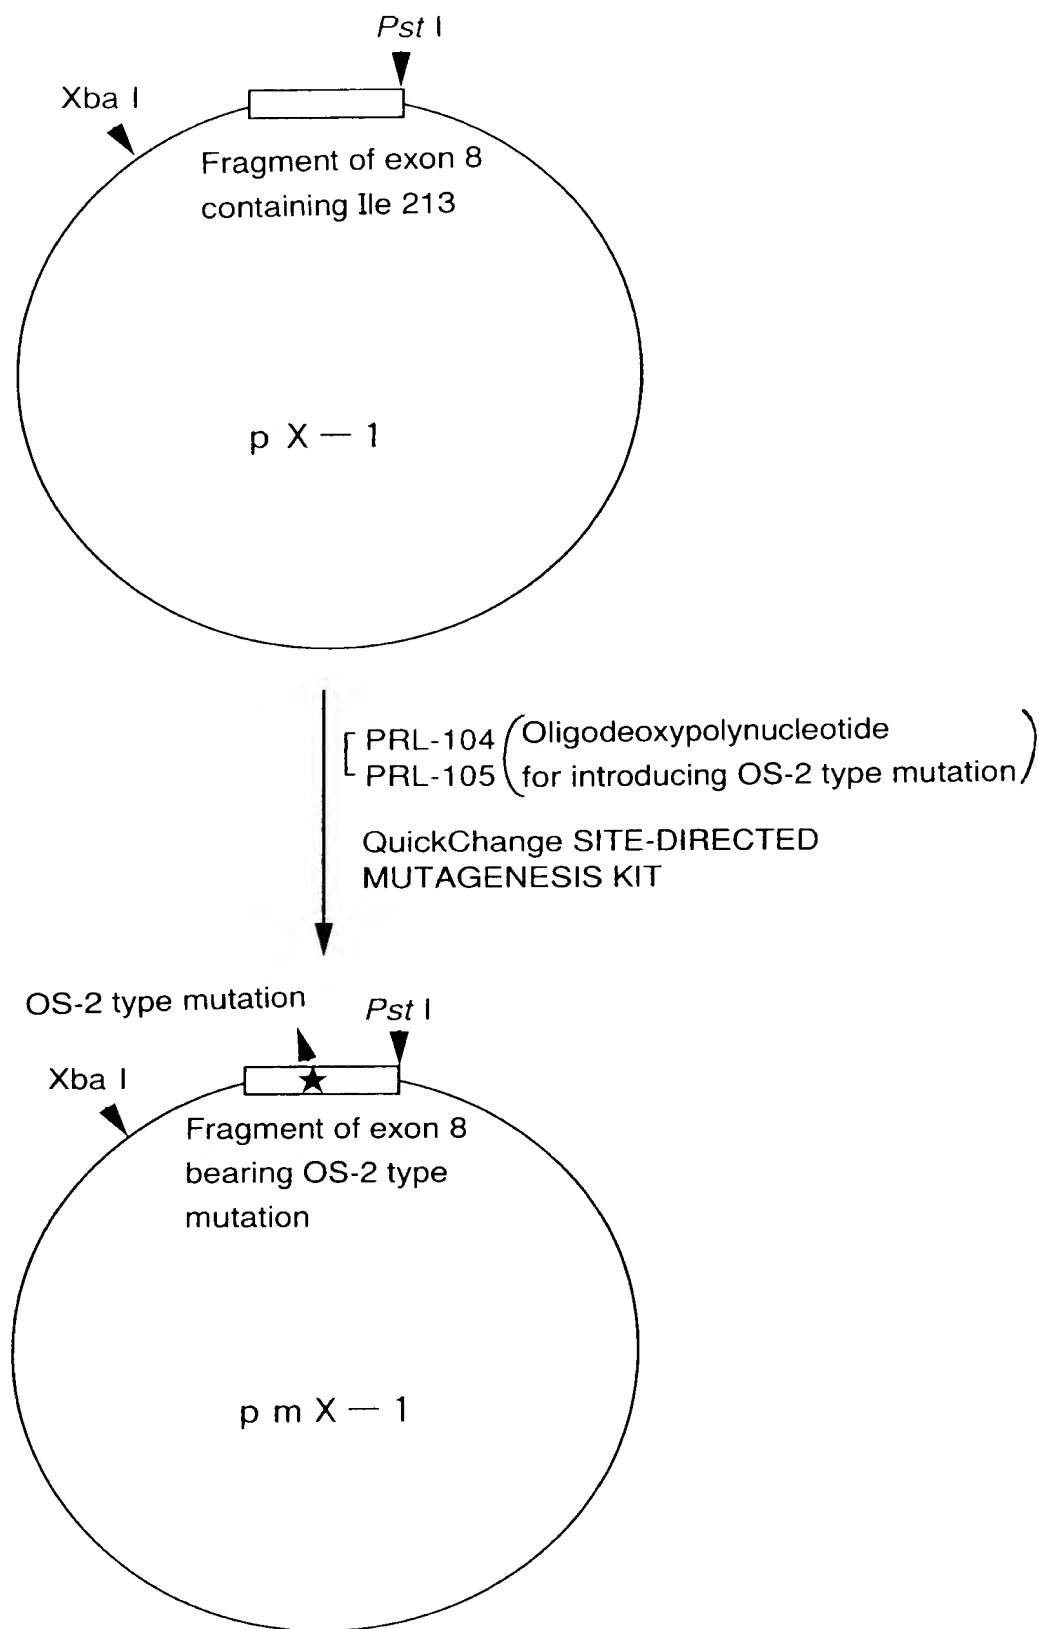 Pst I
Xba I
Fragment of exon 8
containing Ile 213
p X — 1
PRL-104 (Oligodeoxypolynucleotide
PRL-105 for introducing OS-2 type mutation)
QuickChange SITE-DIRECTED
MUTAGENESIS KIT
OS-2 type mutation
Pst I
Xba I
Fragment of exon 8
bearing OS-2 type
mutation
p m X — 1